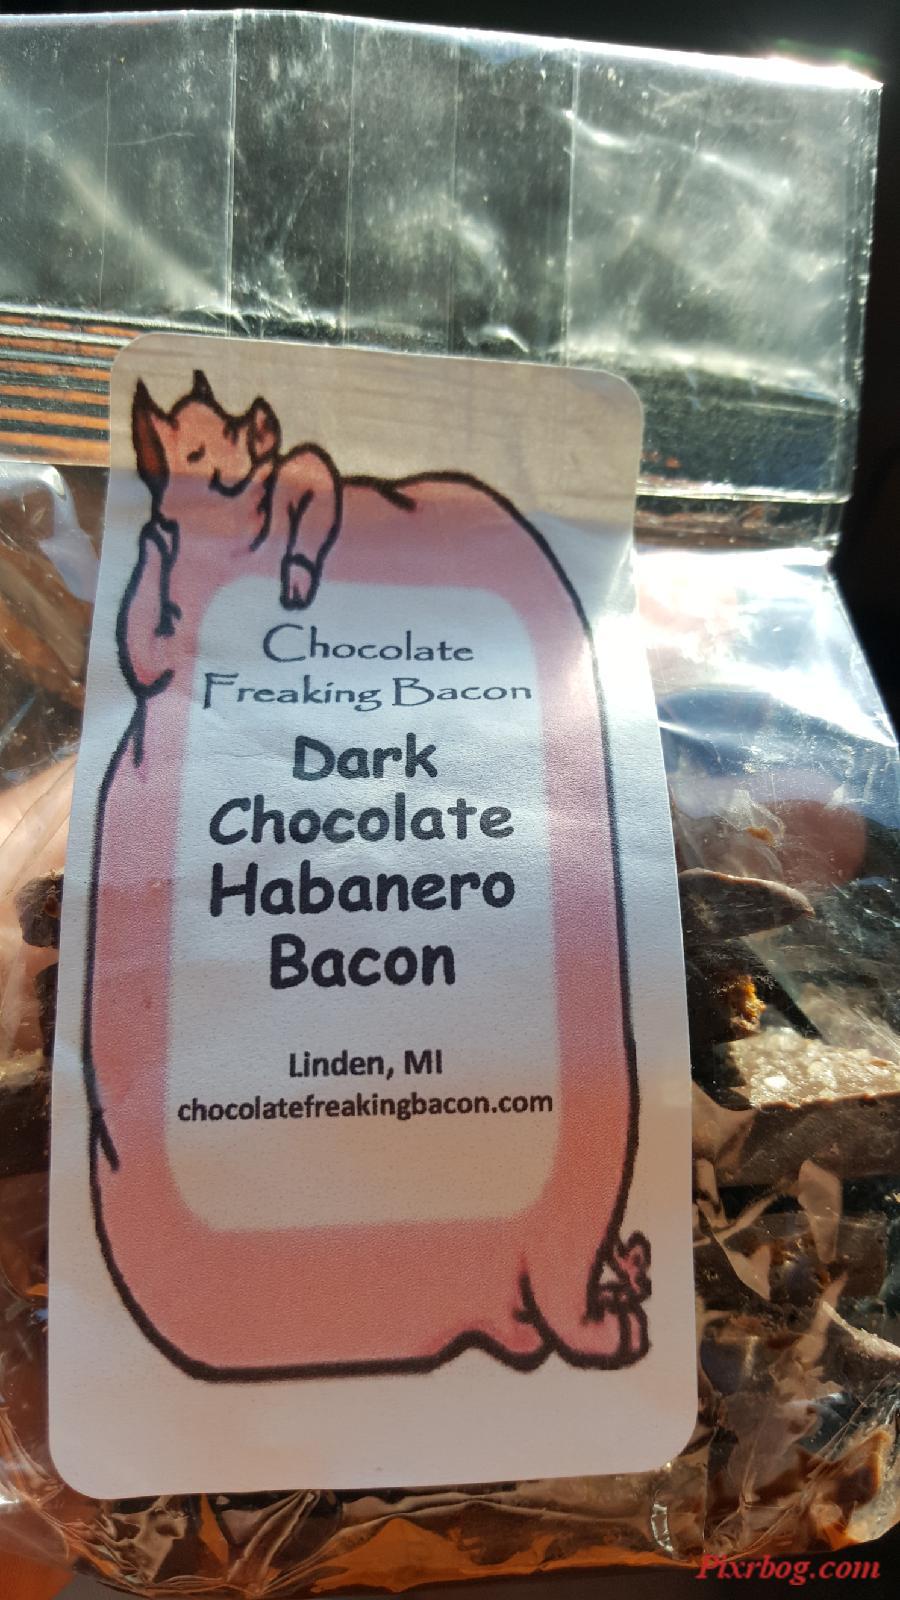 Chocolate
Freaking Bacon
Dark
Chocolate
Habanero
Bacon
Linden, MI
chocolatefreakingbacon.com
Pixrbog.com